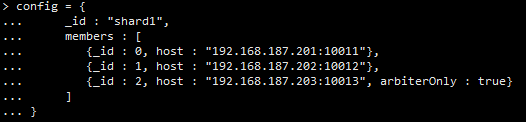 > config = {
...     _id : "shard1",
...     members : [
...        {_id : 0, host : "192.168.187.201:10011"},
...        {_id : 1, host : "192.168.187.202:10012"},
...        {_id : 2, host : "192.168.187.203:10013", arbiterOnly : true}
...     ]
... }